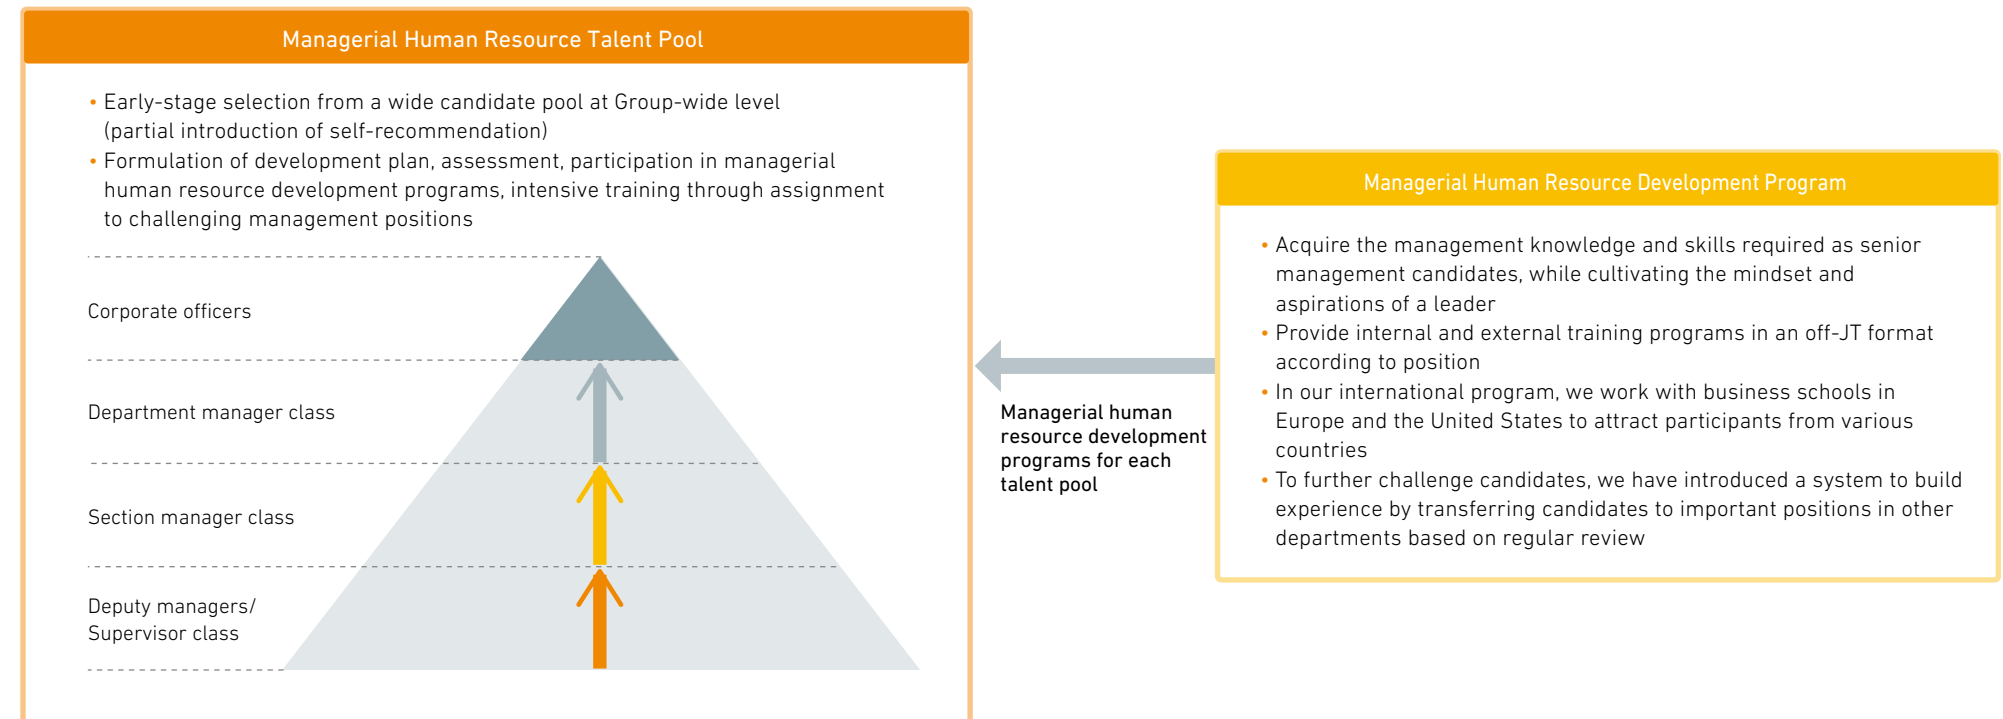 Managerial Human Resource Talent Pool
• Early-stage selection from a wide candidate pool at Group-wide level
(partial introduction of self-recommendation)
• Formulation of development plan, assessment, participation in managerial
human resource development programs, intensive training through assignment
to challenging management positions
Corporate officers
Department manager class
Section manager class
Deputy managers/
Supervisor class
Managerial human
resource development
programs for each
talent pool
Managerial Human Resource Development Program
• Acquire the management knowledge and skills required as senior
management candidates, while cultivating the mindset and
aspirations of a leader
• Provide internal and external training programs in an off-JT format
according to position
• In our international program, we work with business schools in
Europe and the United States to attract participants from various
countries
• To further challenge candidates, we have introduced a system to build
experience by transferring candidates to important positions in other
departments based on regular review